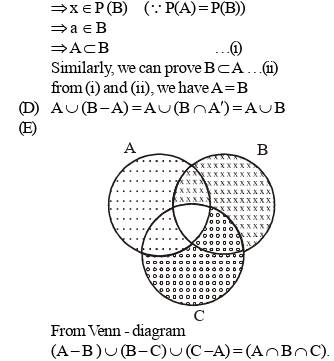 ⇒x ∈ P (B) (∵ P(A) = P(B))
⇒a ∈ B
⇒A ⊂ B ...(i)
Similarly, we can prove B ⊂ A ...(ii)
from (i) and (ii), we have A = B
(D) A ∪ (B – A) = A ∪ (B ∩ A′) = A ∪ B
(E)
A
B
C
From Venn - diagram
(A – B) ∪ (B – C) ∪ (C – A) = (A ∩ B ∩ C).